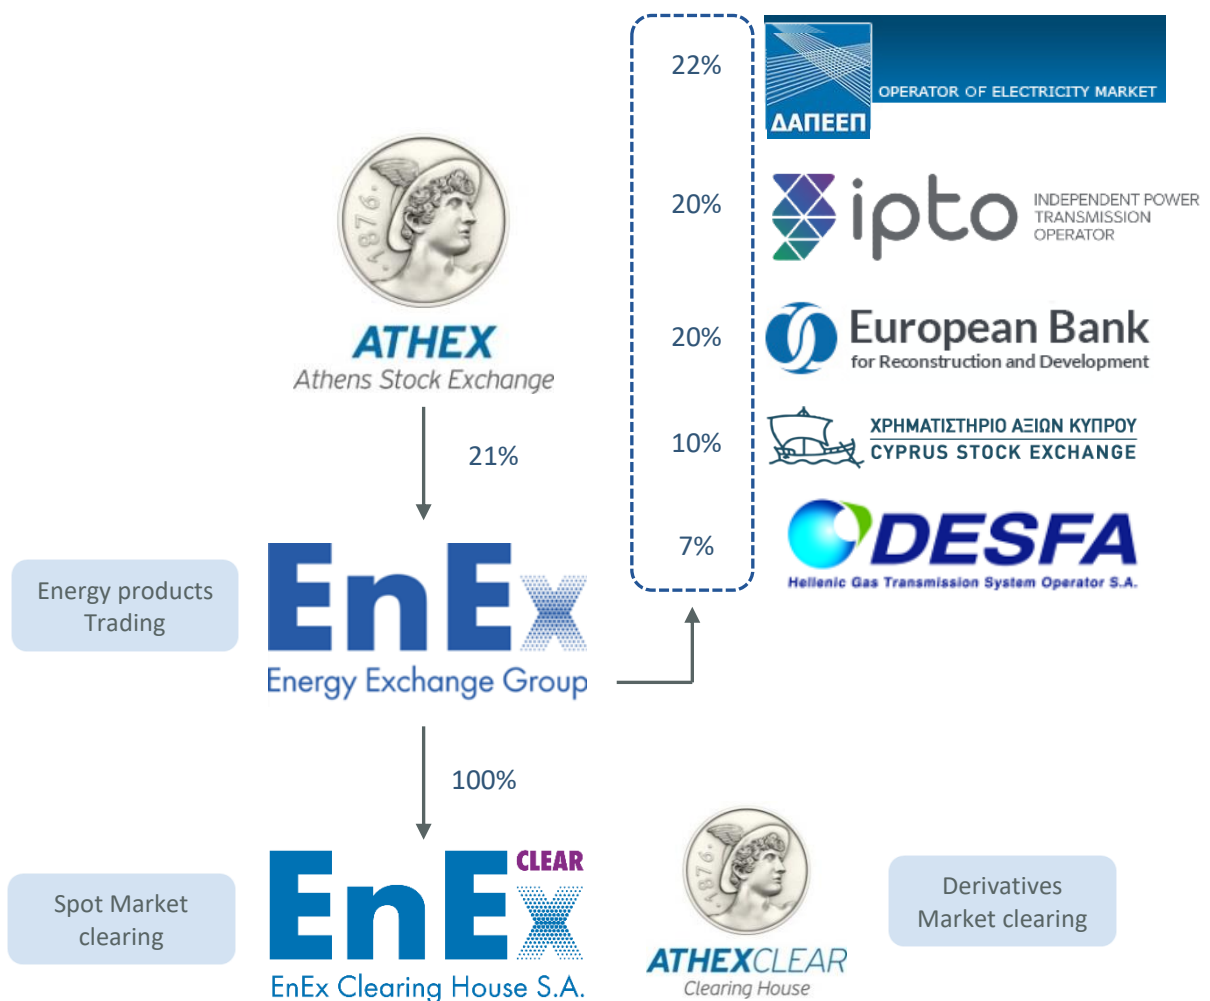 22%
OPERATOR OF ELECTRICITY MARKET
ΔΑΠΕΕΠ
·1876·
ATHEX
Athens Stock Exchange
20%
ipto
INDEPENDENT POWER
TRANSMISSION
OPERATOR
20%
European Bank
for Reconstruction and Development
10%
ΧΡΗΜΑΤΙΣΤΗΡΙΟ ΑΞΙΩΝ ΚΥΠΡΟΥ
CYPRUS STOCK EXCHANGE
21%
7%
DESFA
Hellenic Gas Transmission System Operator S.A.
Energy products
Trading
EnEx
Energy Exchange Group
100%
Spot Market
clearing
EnEx
CLEAR
EnEx Clearing House S.A.
·1876·
ATHEXCLEAR
Clearing House
Derivatives
Market clearing